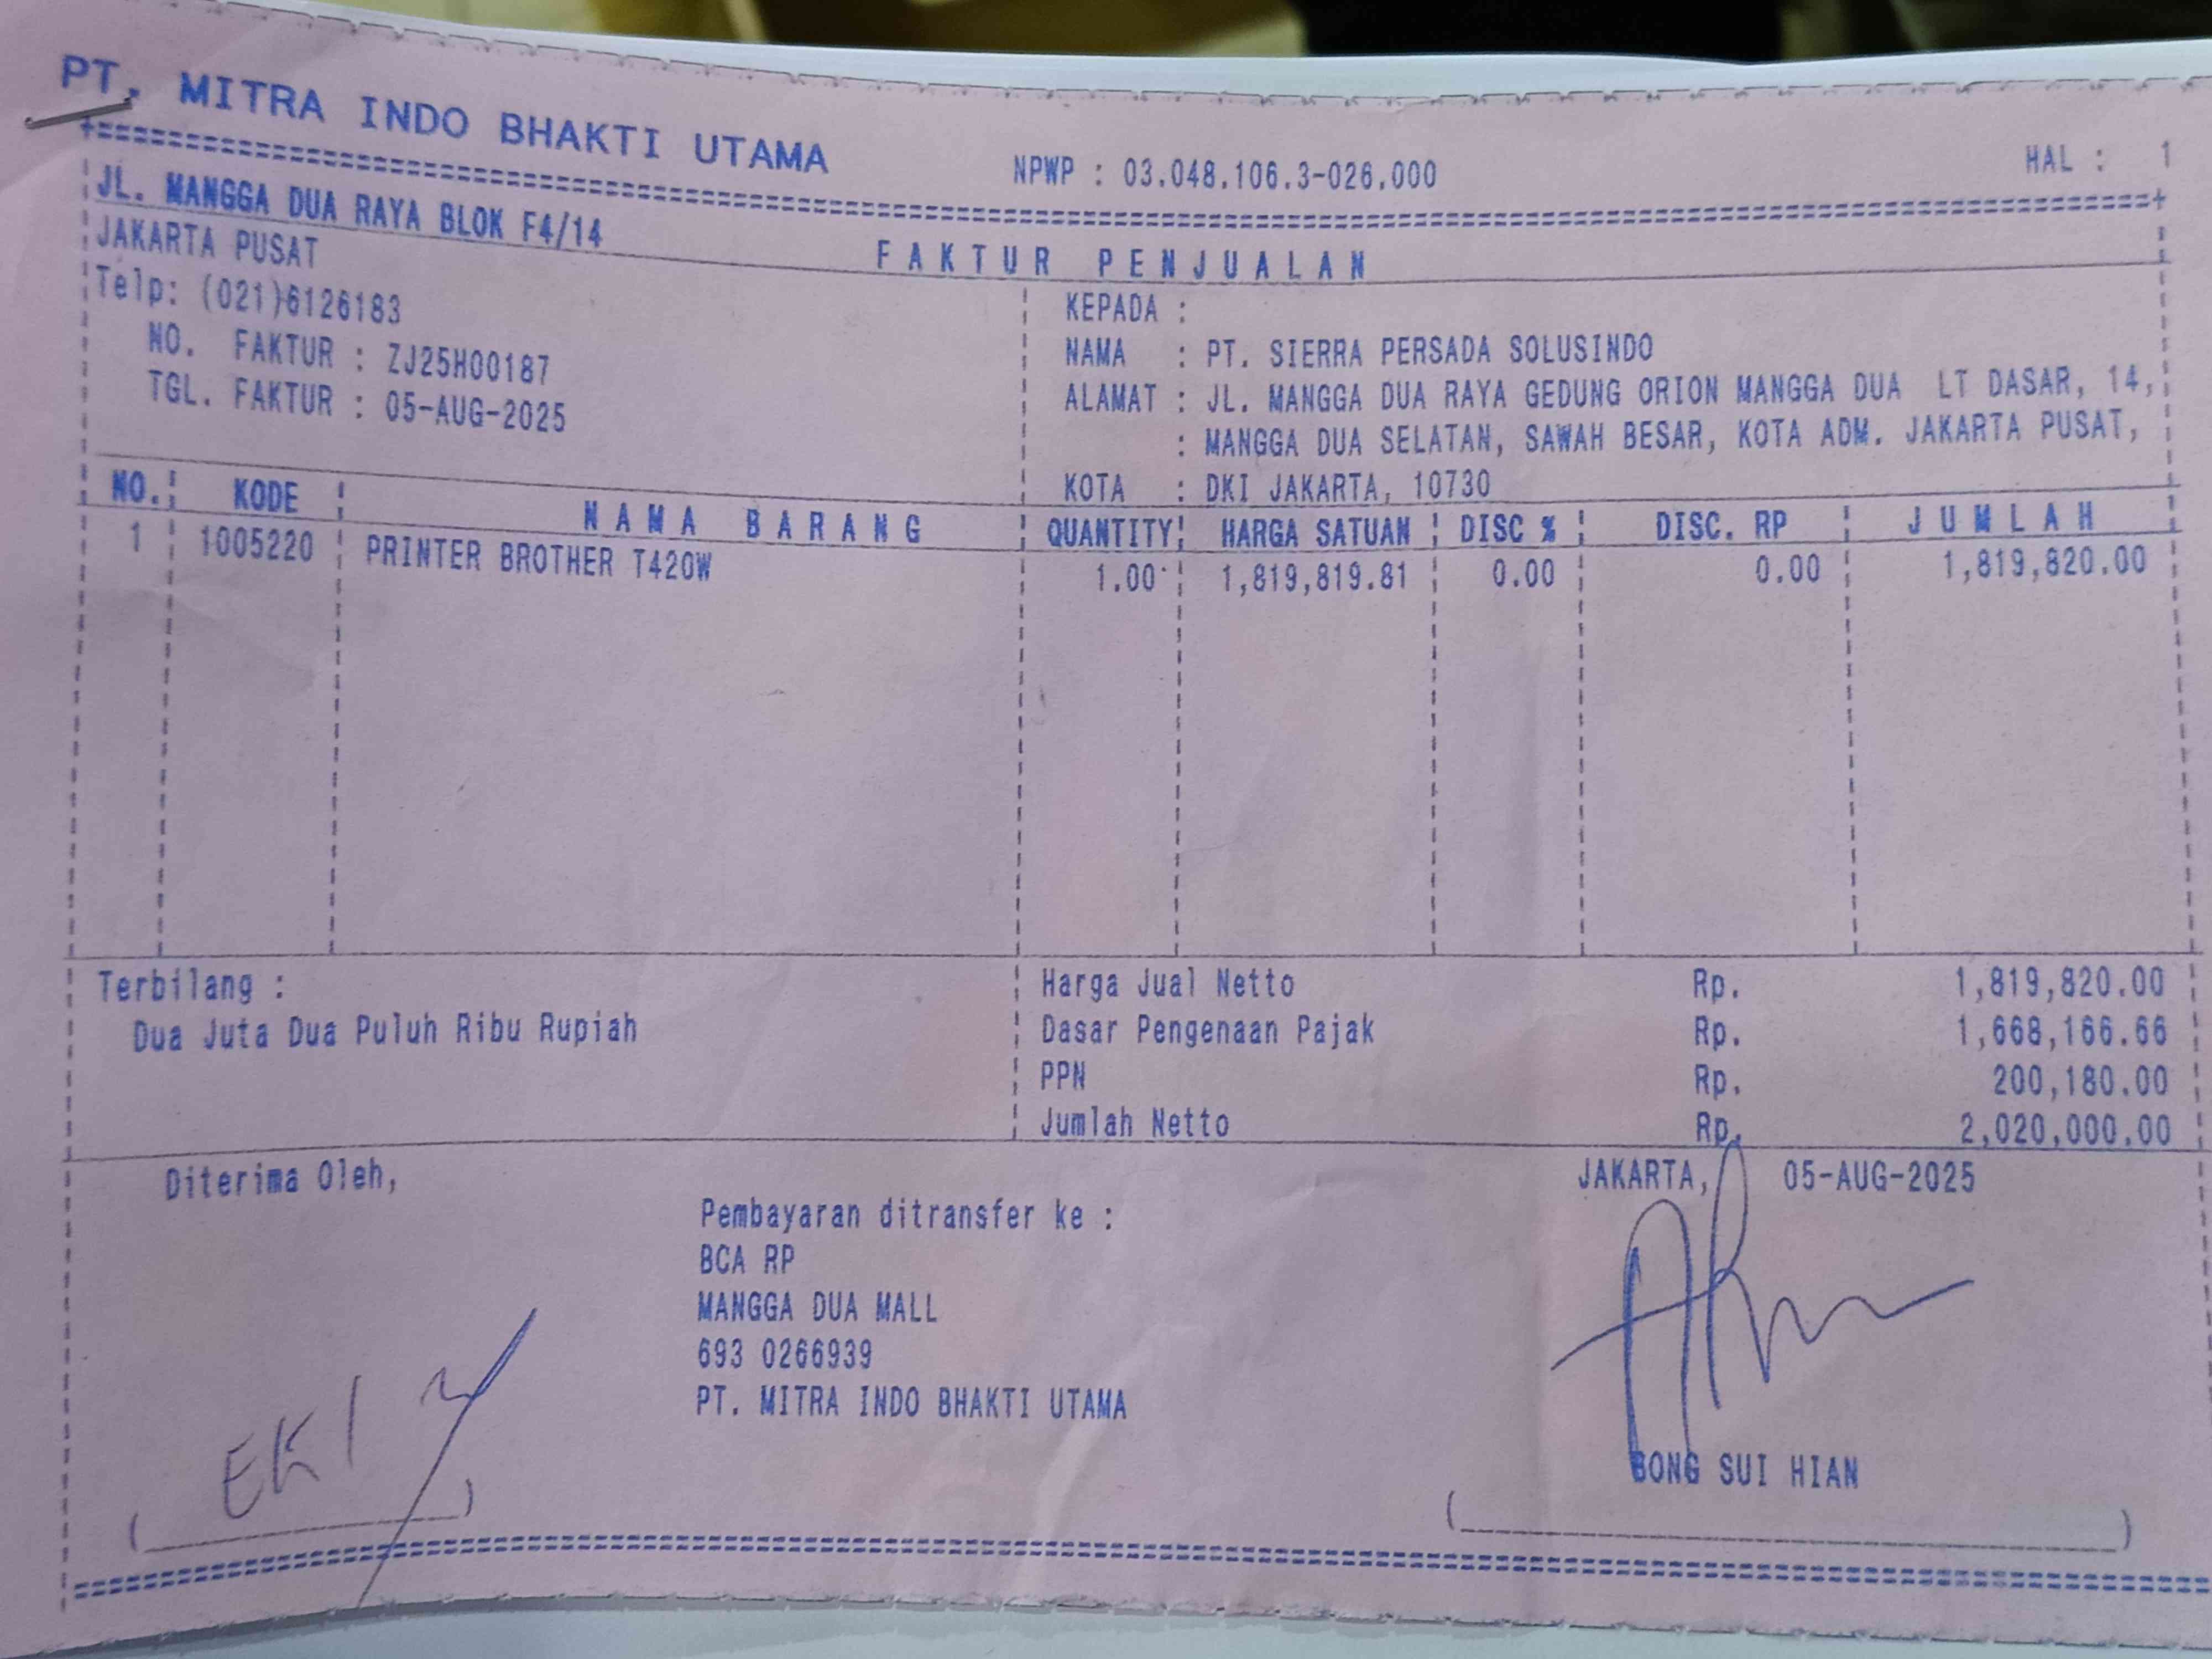 PT. MITRA INDO BHAKTI UTAMA
NPWP : 03.048.106.3-026.000
HAL : 1
JL. MANGGA DUA RAYA BLOK F4/14
JAKARTA PUSAT
Telp: (021)6126183
FAKTUR PENJUALAN
NO. FAKTUR : ZJ25H00187
TGL. FAKTUR : 05-AUG-2025
KEPADA :
NAMA : PT. SIERRA PERSADA SOLUSINDO
ALAMAT : JL. MANGGA DUA RAYA GEDUNG ORION MANGGA DUA LT DASAR, 14,
: MANGGA DUA SELATAN, SAWAH BESAR, KOTA ADM. JAKARTA PUSAT,
KOTA : DKI JAKARTA, 10730
NO. KODE NAMA BARANG QUANTITY HARGA SATUAN DISC % DISC. RP JUMLAH
1 1005220 PRINTER BROTHER T420W 1.00 1,819,819.81 0.00 0.00 1,819,820.00
Terbilang :
Dua Juta Dua Puluh Ribu Rupiah
Harga Jual Netto Rp. 1,819,820.00
Dasar Pengenaan Pajak Rp. 1,668,166.66
PPN Rp. 200,180.00
Jumlah Netto Rp. 2,020,000.00
Diterima Oleh,
EKI
Pembayaran ditransfer ke :
BCA RP
MANGGA DUA MALL
693 0266939
PT. MITRA INDO BHAKTI UTAMA
JAKARTA, 05-AUG-2025
BONG SUI HIAN